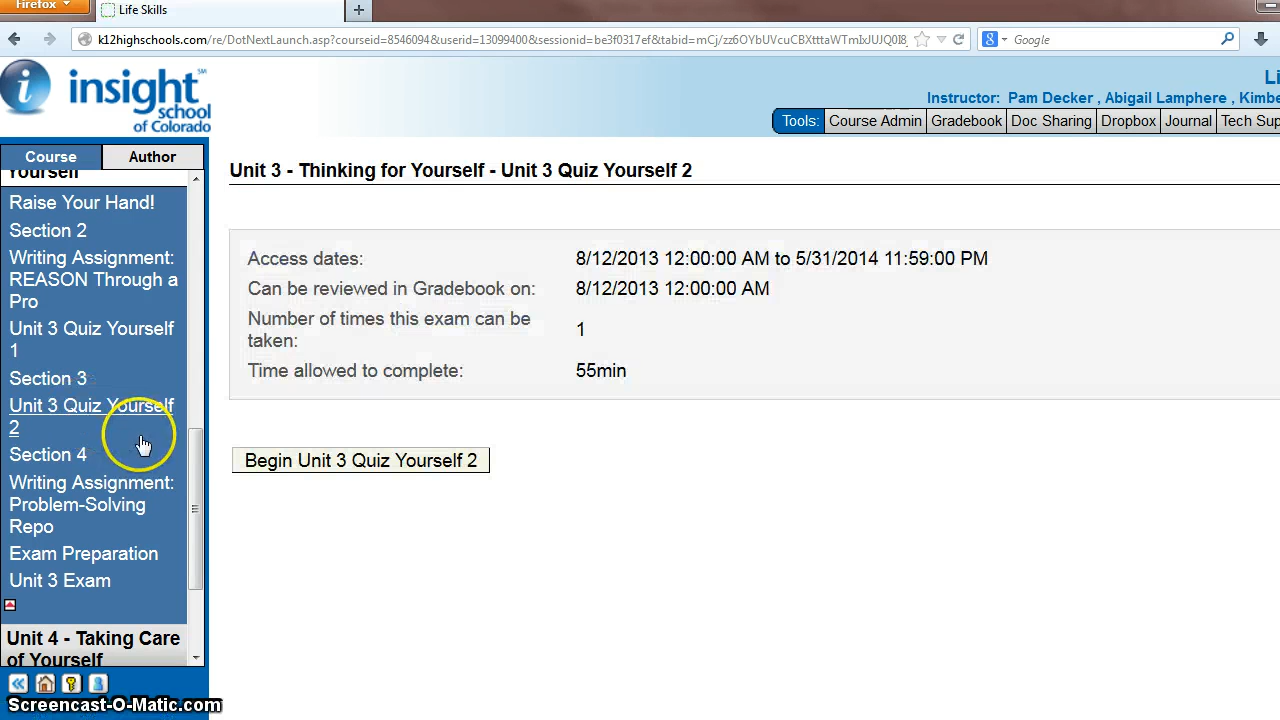 Firefox
Life Skills
k12highschools.com/re/DotNextLaunch.asp?courseid=8546094&userid=13099400&sessionid=be3f0317ef&tabid=mCj/zz6OYbUVcuCBXtttaWTmIxJUJQ0I8
Google
insight
school
of Colorado
SM
Li
Instructor: Pam Decker , Abigail Lamphere , Kimbe
Tools: Course Admin Gradebook Doc Sharing Dropbox Journal Tech Sup
Course Author
Yourself
Raise Your Hand!
Section 2
Writing Assignment:
REASON Through a
Pro
Unit 3 Quiz Yourself
1
Section 3
Unit 3 Quiz Yourself
2
Section 4
Writing Assignment:
Problem-Solving
Repo
Exam Preparation
Unit 3 Exam
Unit 4 - Taking Care
of Yourself
Unit 3 - Thinking for Yourself - Unit 3 Quiz Yourself 2
Access dates: 8/12/2013 12:00:00 AM to 5/31/2014 11:59:00 PM
Can be reviewed in Gradebook on: 8/12/2013 12:00:00 AM
Number of times this exam can be
taken: 1
Time allowed to complete: 55min
Begin Unit 3 Quiz Yourself 2
Screencast-O-Matic.com